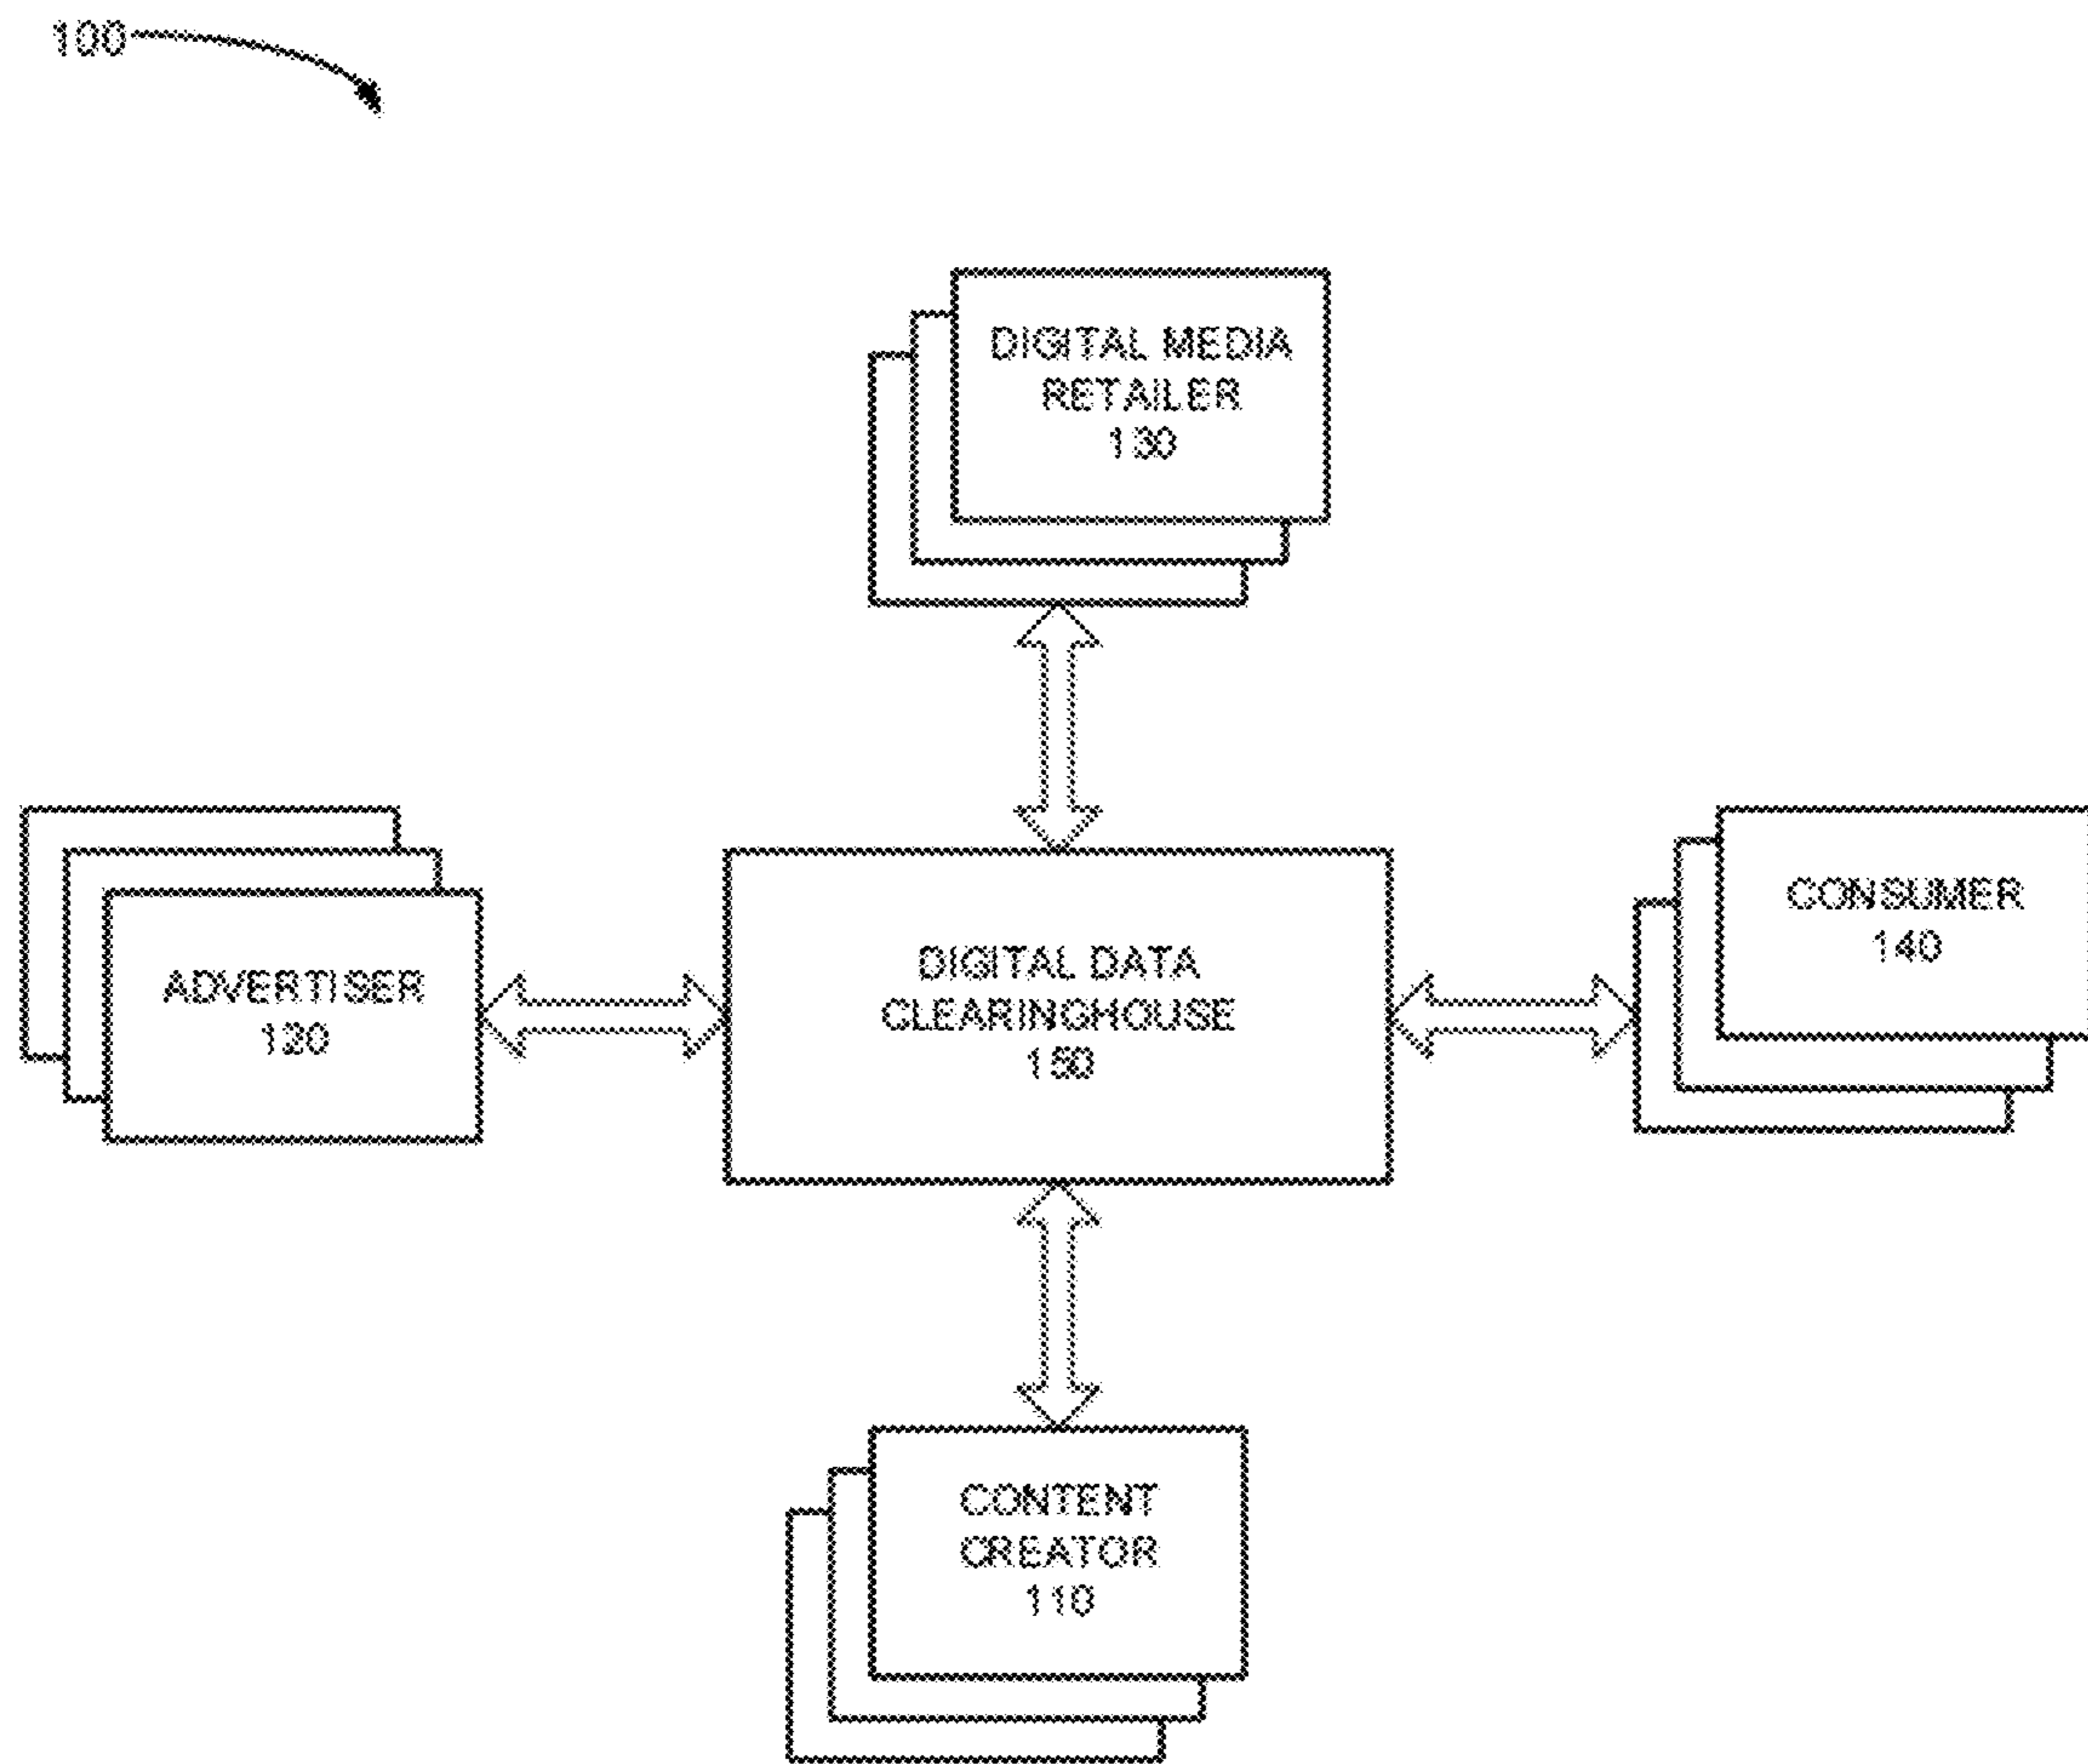 100
DIGITAL MEDIA
RETAILER
130
ADVERTISER
120
DIGITAL DATA
CLEARINGHOUSE
150
CONSUMER
140
CONTENT
CREATOR
110